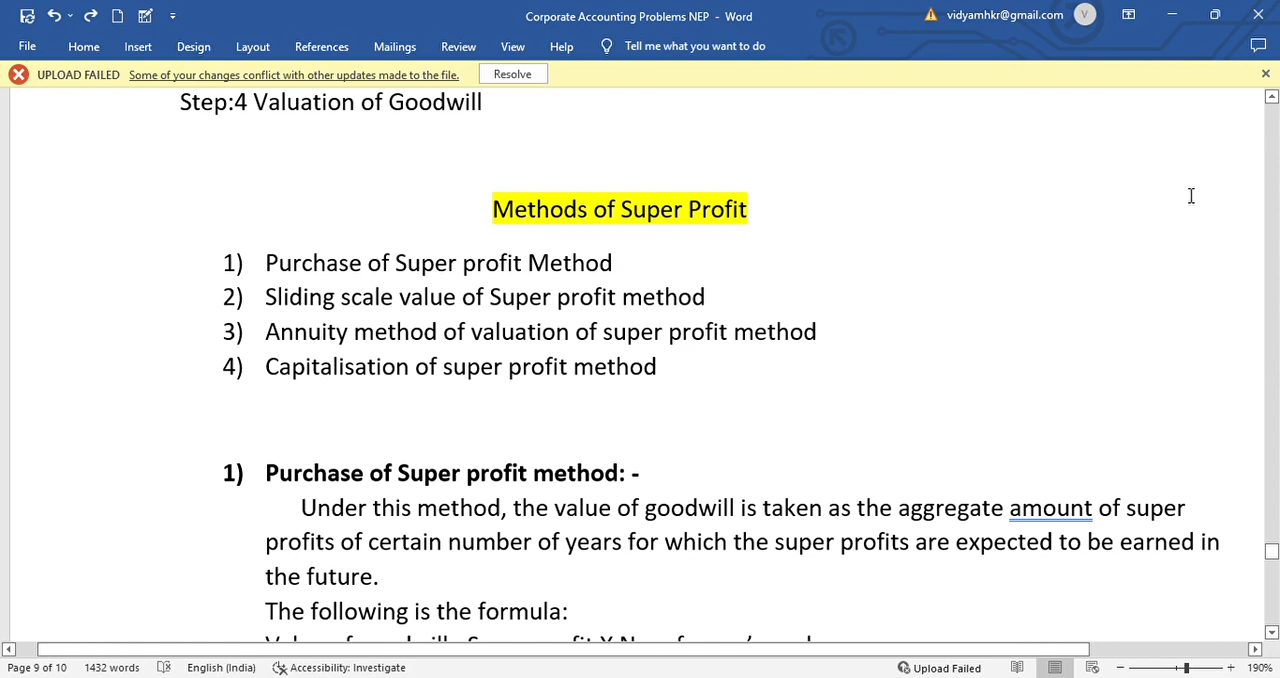 Corporate Accounting Problems NEP - Word
vidyamhkr@gmail.com
V
File Home Insert Design Layout References Mailings Review View Help Tell me what you want to do
UPLOAD FAILED Some of your changes conflict with other updates made to the file. Resolve
Step:4 Valuation of Goodwill
Methods of Super Profit
1) Purchase of Super profit Method
2) Sliding scale value of Super profit method
3) Annuity method of valuation of super profit method
4) Capitalisation of super profit method
1) Purchase of Super profit method: -
Under this method, the value of goodwill is taken as the aggregate amount of super
profits of certain number of years for which the super profits are expected to be earned in
the future.
The following is the formula:
Page 9 of 10 1432 words English (India) Accessibility: Investigate Upload Failed 190%